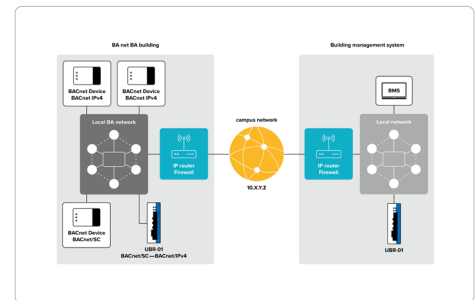 BA net BA building
Building management system
BACnet Device
BACnet IPv4
BACnet Device
BACnet IPv4
BMS
Local BA network
campus network
Local network
IP router
Firewall
IP router
Firewall
10.X.Y.Z
BACnet Device
BACnet/SC
UBR-01
BACnet/SC↔BACnet/IPv4
UBR-01